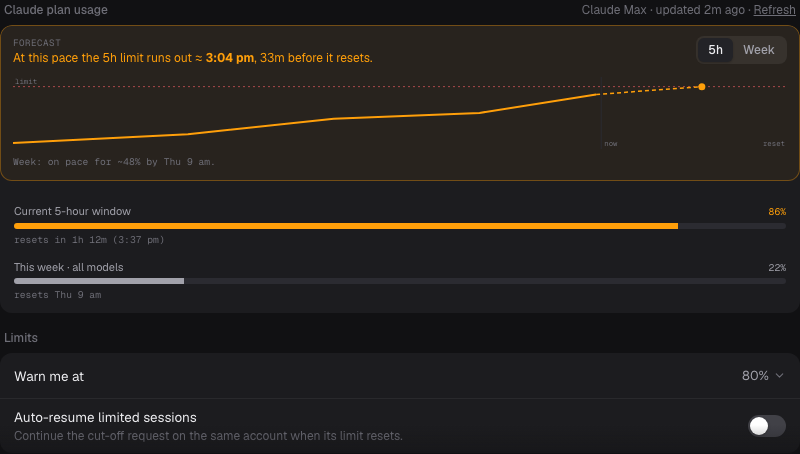 Claude plan usage
Claude Max · updated 2m ago · Refresh
FORECAST
At this pace the 5h limit runs out ≈ 3:04 pm, 33m before it resets.
5h Week
limit
now
reset
Week: on pace for ~48% by Thu 9 am.
Current 5-hour window
86%
resets in 1h 12m (3:37 pm)
This week · all models
22%
resets Thu 9 am
Limits
Warn me at
80%
Auto-resume limited sessions
Continue the cut-off request on the same account when its limit resets.